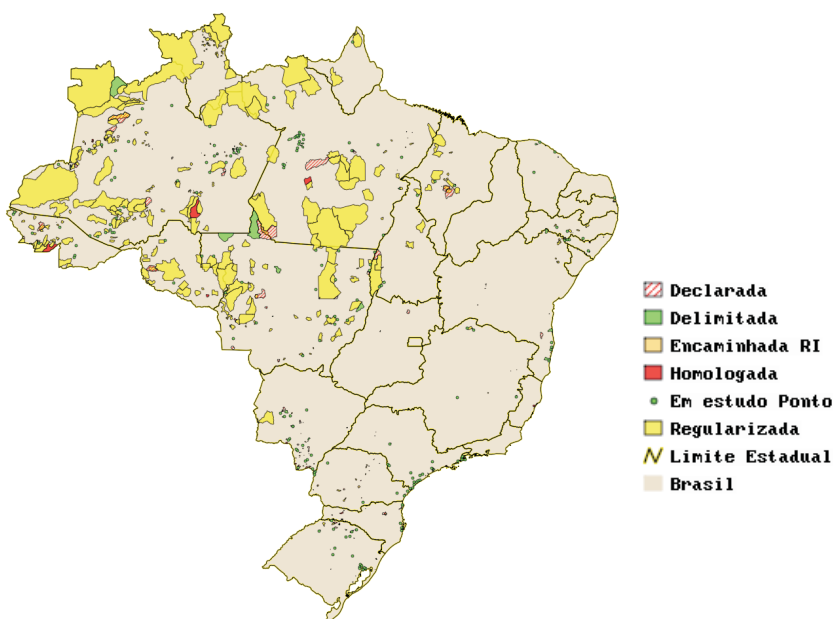 Declarada
Delimitada
Encaminhada RI
Homologada
Em estudo Ponto
Regularizada
Limite Estadual
Brasil